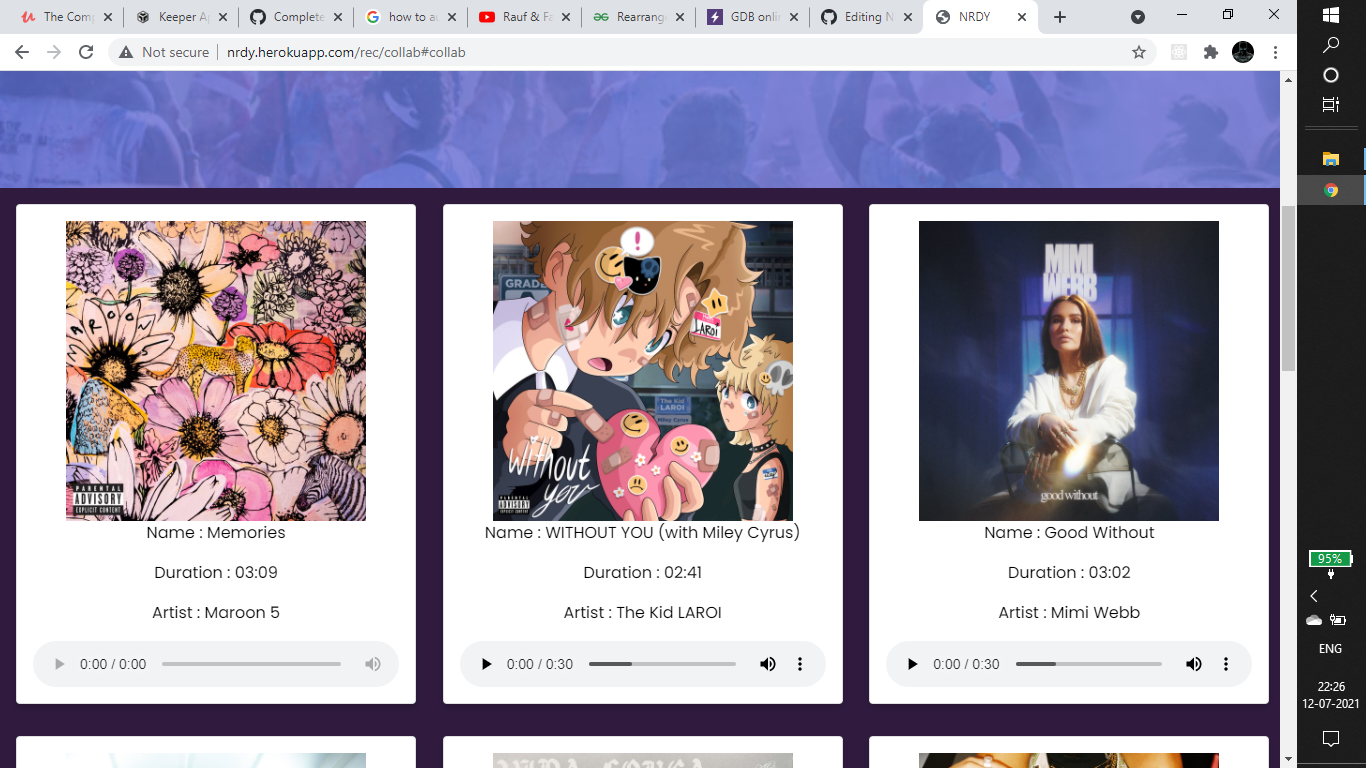 The Comp
Keeper Ap
Complete
how to au
Rauf & Fa
Rearrang
GDB onlin
Editing N
NRDY
Not secure
nrdy.herokuapp.com/rec/collab#collab
AROON 5
PARENTAL
ADVISORY
EXPLICIT CONTENT
Name : Memories
Duration : 03:09
Artist : Maroon 5
0:00 / 0:00
GRADE
!
LAROI
The Kid
LAROI
Miley Cyrus
without
you
PARENTAL
ADVISORY
EXPLICIT CONTENT
Name : WITHOUT YOU (with Miley Cyrus)
Duration : 02:41
Artist : The Kid LAROI
0:00 / 0:30
MIMI
WEBB
good without
Name : Good Without
Duration : 03:02
Artist : Mimi Webb
0:00 / 0:30
95%
ENG
22:26
12-07-2021